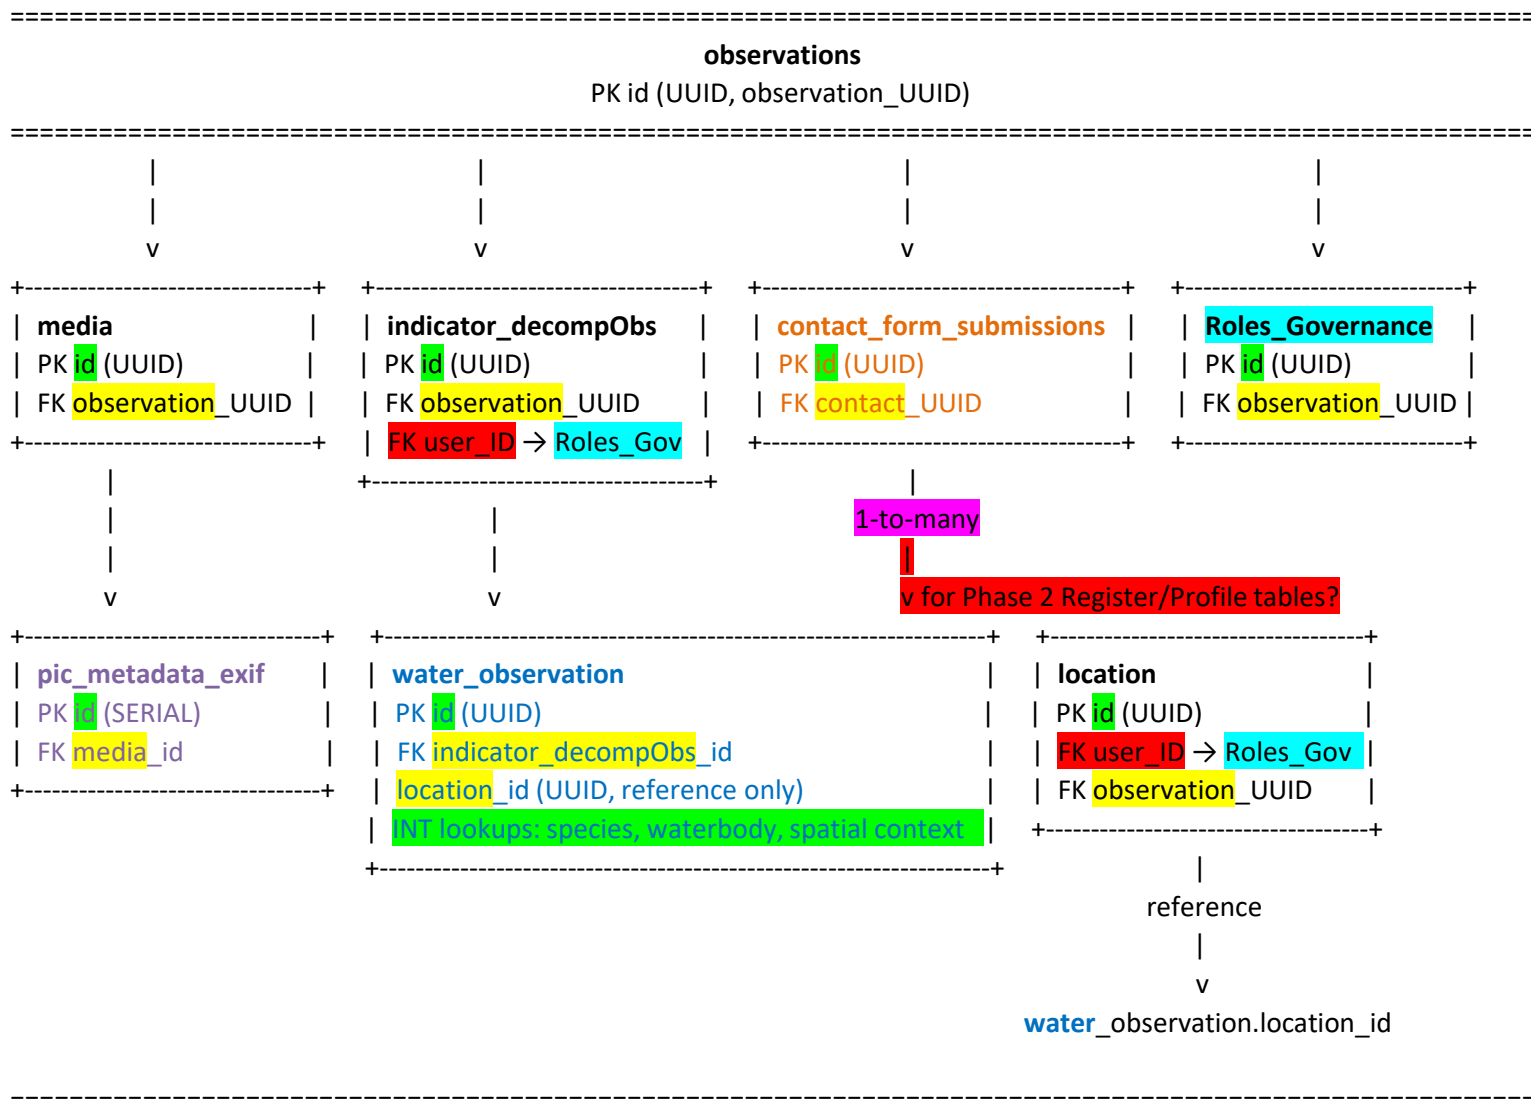 observations
PK id (UUID, observation_UUID)
v v v v
media
PK id (UUID)
FK observation_UUID
indicator_decompObs
PK id (UUID)
FK observation_UUID
FK user_ID → Roles_Gov
contact_form_submissions
PK id (UUID)
FK contact_UUID
Roles_Governance
PK id (UUID)
FK observation_UUID
1-to-many
v for Phase 2 Register/Profile tables?
v v
pic_metadata_exif
PK id (SERIAL)
FK media_id
water_observation
PK id (UUID)
FK indicator_decompObs_id
location_id (UUID, reference only)
INT lookups: species, waterbody, spatial context
location
PK id (UUID)
FK user_ID → Roles_Gov
FK observation_UUID
reference
v
water_observation.location_id